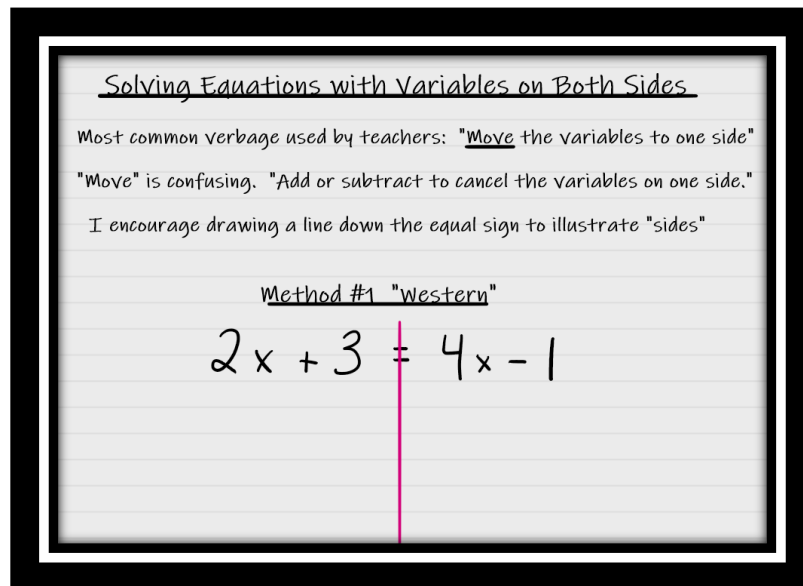 Solving Equations with Variables on Both Sides
Most common verbage used by teachers: "Move the variables to one side"
"Move" is confusing. "Add or subtract to cancel the variables on one side."
I encourage drawing a line down the equal sign to illustrate "sides"
Method #1 "Western"
2x + 3 = 4x - 1